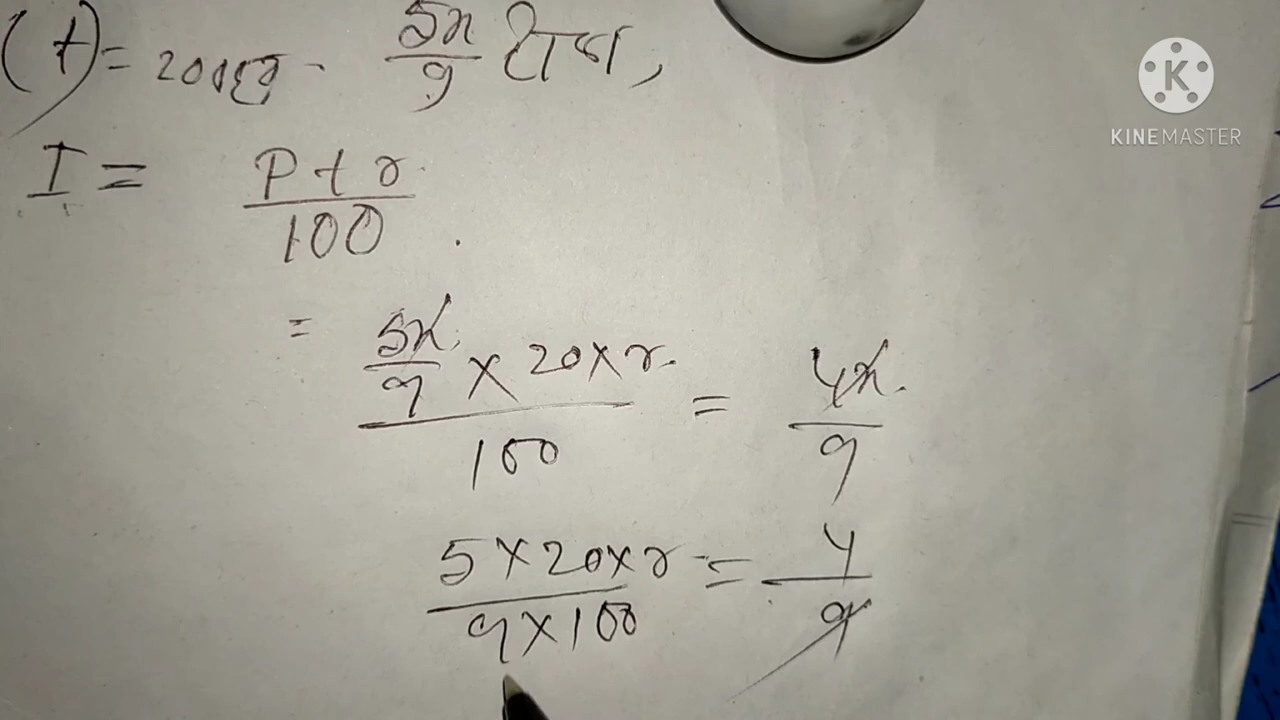 (t) = 20 বছর - 5x/9 টাকা,
I = Ptr/100
= 5x/9 × 20 × r / 100 = 4x/9
5 × 20 × r / 9 × 100 = 4/9
K
KINEMASTER